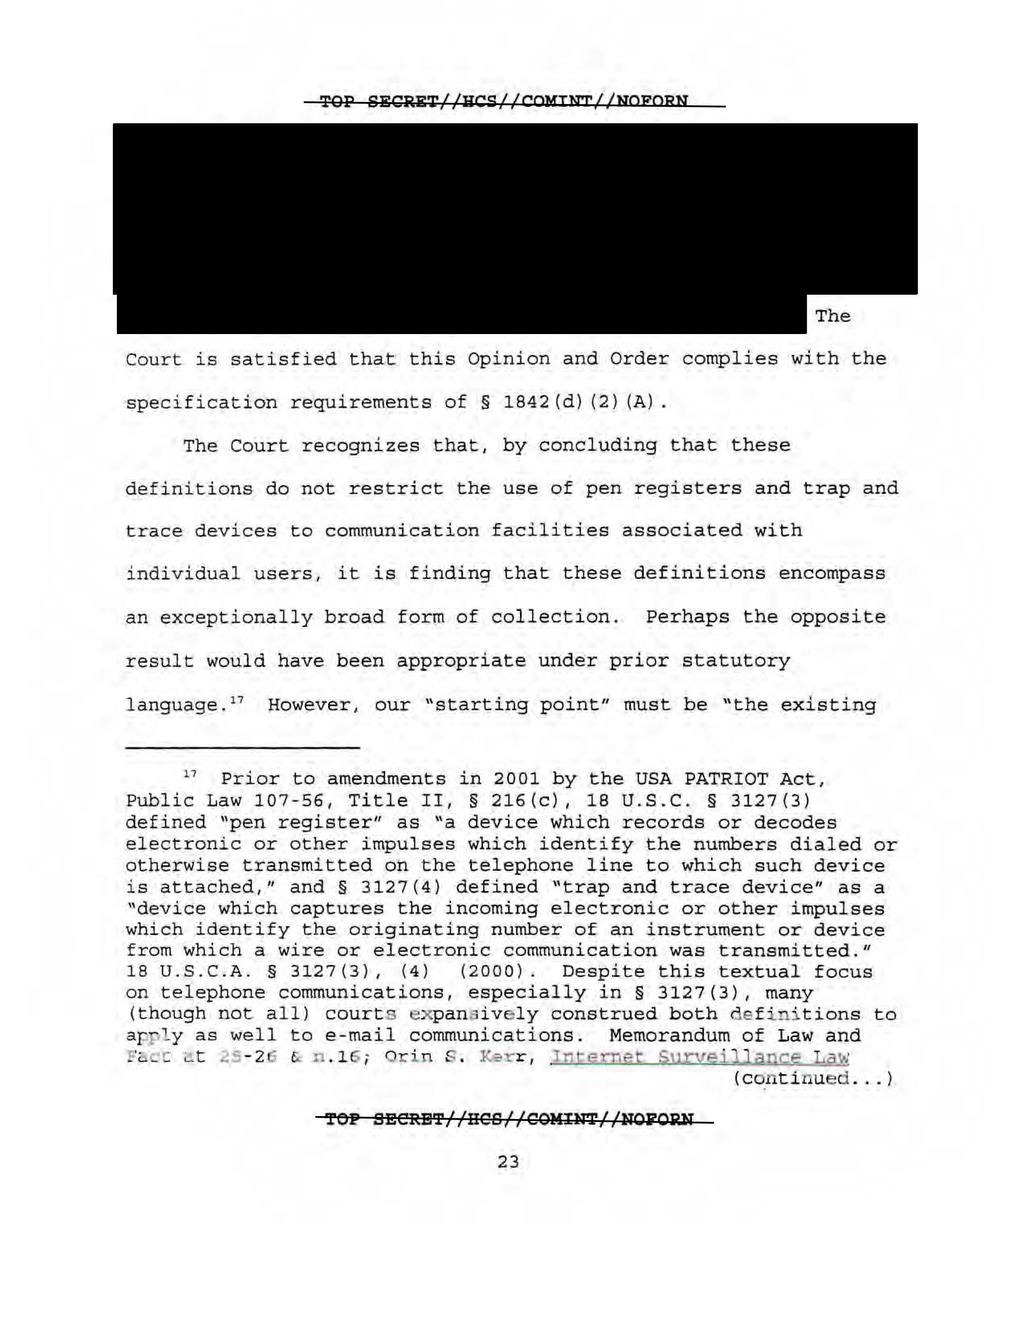 TOP SECRET//HCS//COMINT//NOFORN
The
Court is satisfied that this Opinion and Order complies with the
specification requirements of § 1842(d)(2)(A).
The Court recognizes that, by concluding that these
definitions do not restrict the use of pen registers and trap and
trace devices to communication facilities associated with
individual users, it is finding that these definitions encompass
an exceptionally broad form of collection. Perhaps the opposite
result would have been appropriate under prior statutory
language.17 However, our "starting point" must be "the existing
17 Prior to amendments in 2001 by the USA PATRIOT Act,
Public Law 107-56, Title II, § 216(c), 18 U.S.C. § 3127(3)
defined "pen register" as "a device which records or decodes
electronic or other impulses which identify the numbers dialed or
otherwise transmitted on the telephone line to which such device
is attached," and § 3127(4) defined "trap and trace device" as a
"device which captures the incoming electronic or other impulses
which identify the originating number of an instrument or device
from which a wire or electronic communication was transmitted."
18 U.S.C.A. § 3127(3), (4) (2000). Despite this textual focus
on telephone communications, especially in § 3127(3), many
(though not all) courts expansively construed both definitions to
apply as well to e-mail communications. Memorandum of Law and
Fact at 25-26 & n.16; Orin S. Kerr, Internet Surveillance Law
(continued...)
TOP SECRET//HCS//COMINT//NOFORN
23